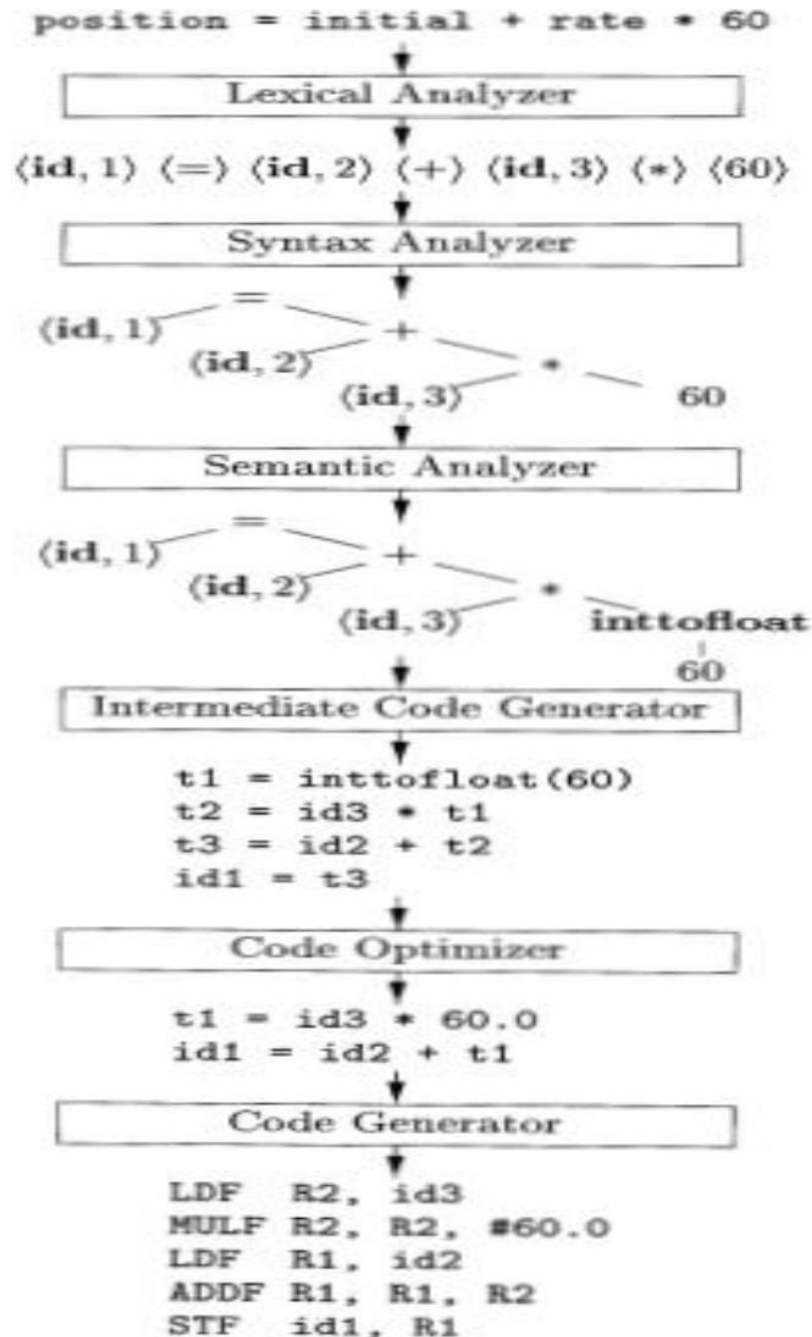 position = initial + rate * 60
Lexical Analyzer
⟨id, 1⟩ ⟨=⟩ ⟨id, 2⟩ ⟨+⟩ ⟨id, 3⟩ ⟨*⟩ ⟨60⟩
Syntax Analyzer
=
⟨id, 1⟩ +
⟨id, 2⟩ *
⟨id, 3⟩ 60
Semantic Analyzer
=
⟨id, 1⟩ +
⟨id, 2⟩ *
⟨id, 3⟩ inttofloat
60
Intermediate Code Generator
t1 = inttofloat(60)
t2 = id3 * t1
t3 = id2 + t2
id1 = t3
Code Optimizer
t1 = id3 * 60.0
id1 = id2 + t1
Code Generator
LDF R2, id3
MULF R2, R2, #60.0
LDF R1, id2
ADDF R1, R1, R2
STF id1, R1